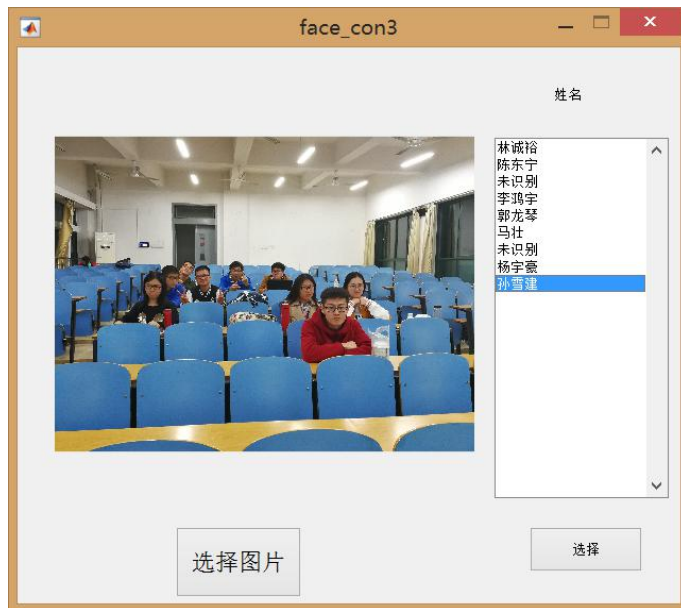 face_con3
姓名
林诚裕
陈东宁
未识别
李鸿宇
郭龙琴
马壮
未识别
杨宇豪
孙雪建
选择图片
选择